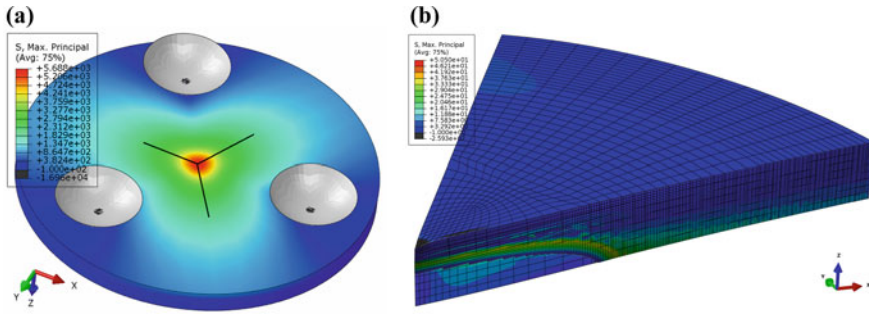 (a)
S, Max. Principal
(Avg: 75%)
+5.688e+03
+5.206e+03
+4.724e+03
+4.241e+03
+3.759e+03
+3.277e+03
+2.794e+03
+2.312e+03
+1.829e+03
+1.347e+03
+8.647e+02
+3.824e+02
-1.000e+02
-1.696e+04
X
Y
Z
(b)
S, Max. Principal
(Avg: 75%)
+5.050e+01
+4.621e+01
+4.192e+01
+3.763e+01
+3.333e+01
+2.904e+01
+2.475e+01
+2.046e+01
+1.617e+01
+1.188e+01
+7.583e+00
+3.292e+00
-1.000e+00
-2.593e+01
Z
Y
X